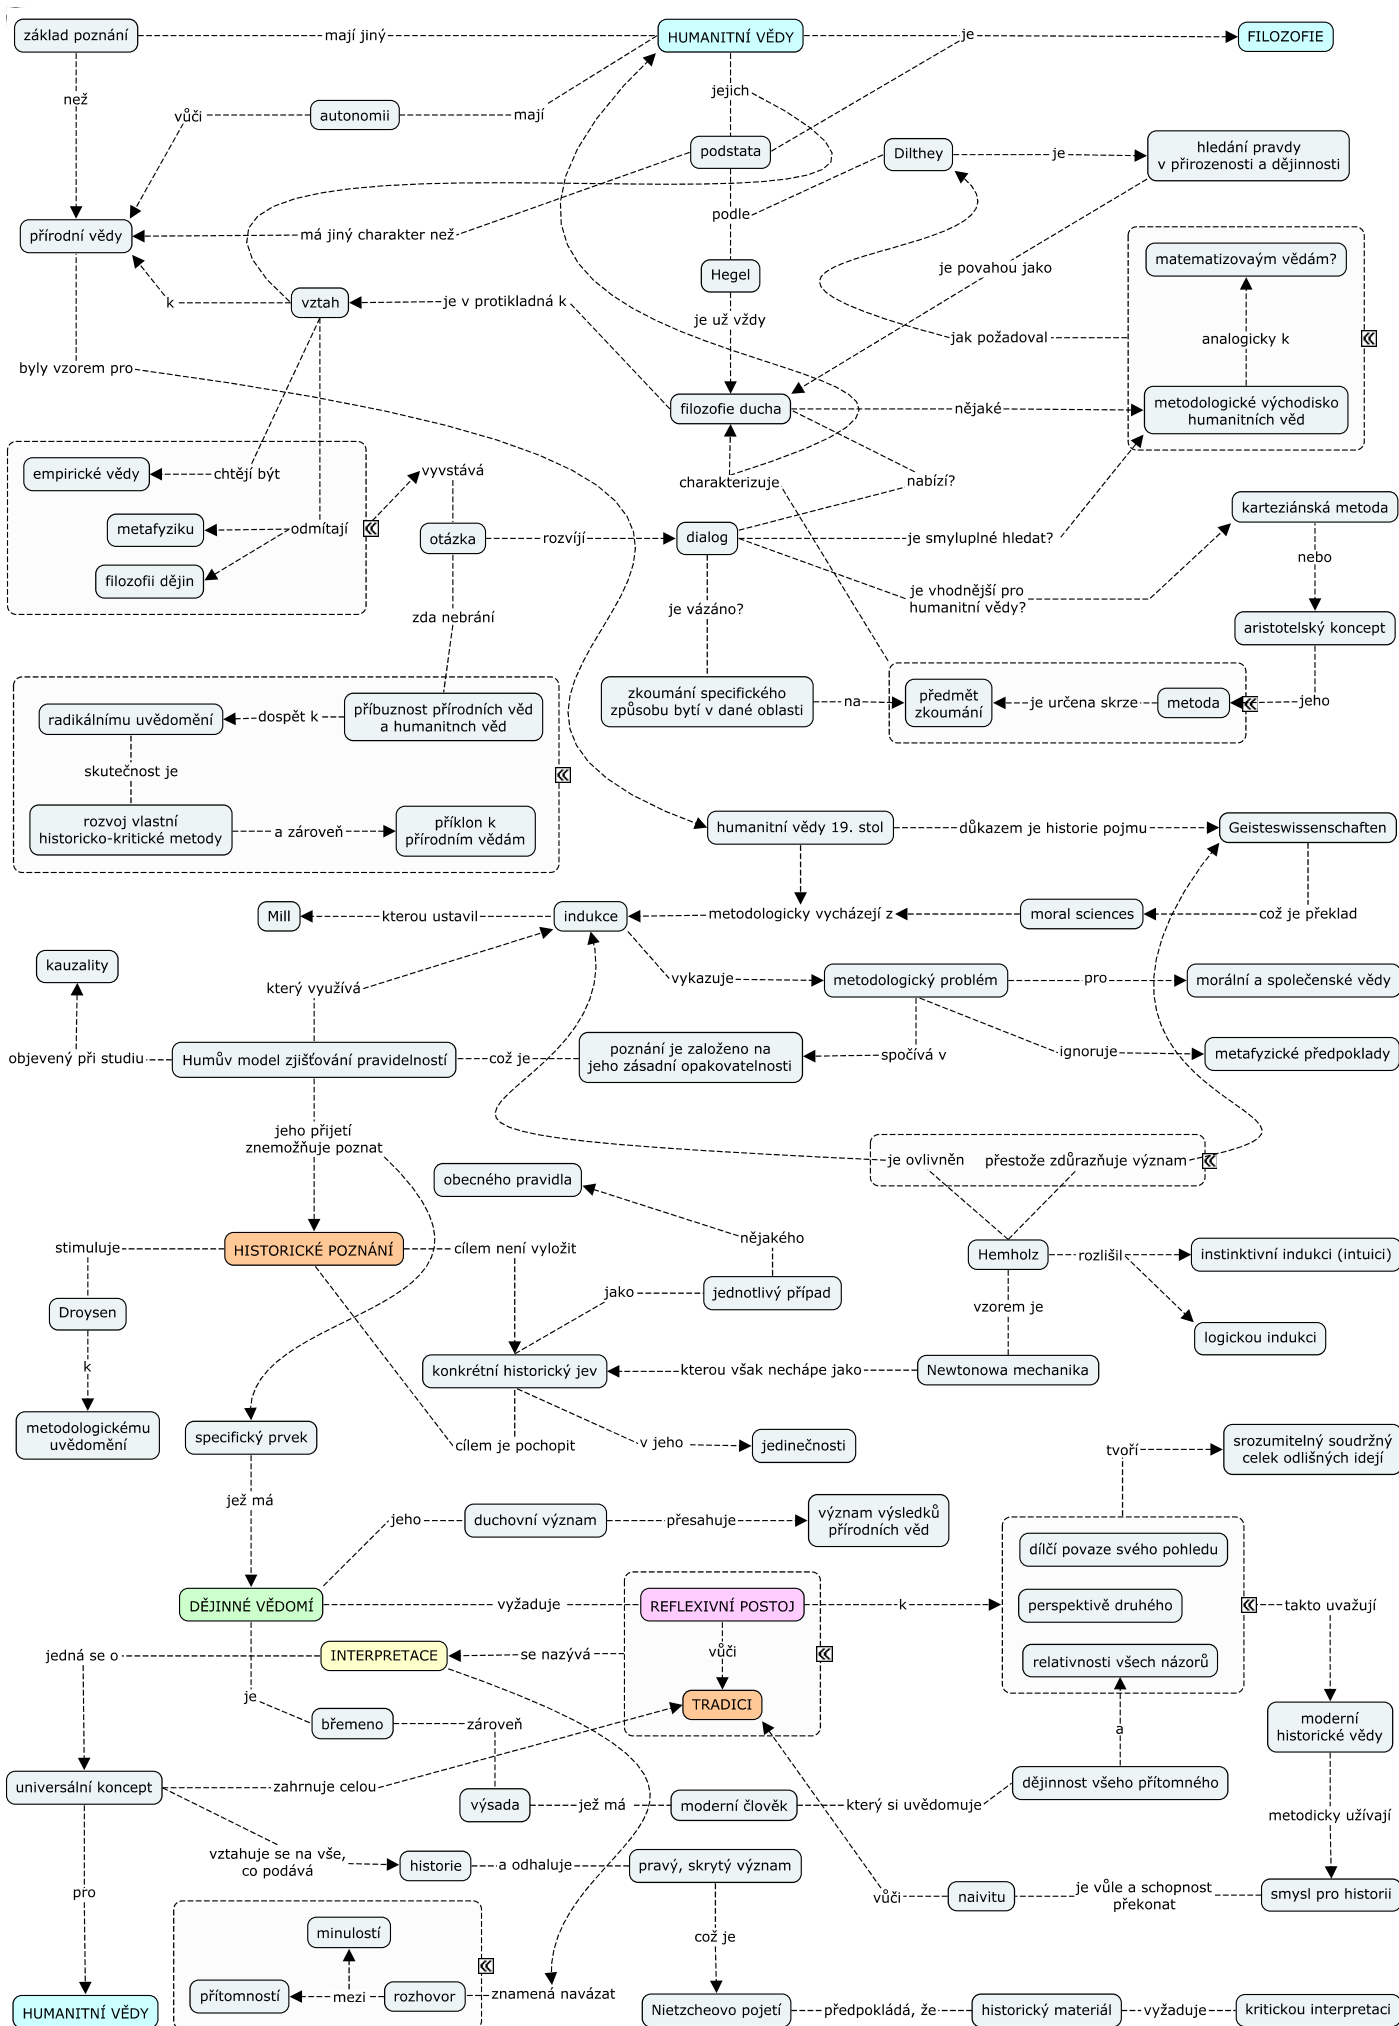 základ poznání
mají jiný
HUMANITNÍ VĚDY
je
FILOZOFIE
než
jejich
vůči
autonomii
mají
podstata
Dilthey
je
hledání pravdy
v přirozenosti a dějinnosti
podle
přírodní vědy
má jiný charakter než
matematizovaým vědám?
Hegel
je povahou jako
k
vztah
je v protikladná k
je už vždy
jak požadoval
analogicky k
byly vzorem pro
filozofie ducha
nějaké
metodologické východisko
humanitních věd
empirické vědy
chtějí být
vyvstává
charakterizuje
nabízí?
karteziánská metoda
metafyziku
odmítají
otázka
rozvíjí
dialog
je smyluplné hledat?
nebo
filozofii dějin
je vhodnější pro
humanitní vědy?
zda nebrání
je vázáno?
aristotelský koncept
zkoumání specifického
způsobu bytí v dané oblasti
na
předmět
zkoumání
je určena skrze
metoda
jeho
radikálnímu uvědomění
dospět k
příbuznost přírodních věd
a humanitnch věd
skutečnost je
rozvoj vlastní
historicko-kritické metody
a zároveň
příklon k
přírodním vědám
humanitní vědy 19. stol
důkazem je historie pojmu
Geisteswissenschaften
Mill
kterou ustavil
indukce
metodologicky vycházejí z
moral sciences
což je překlad
kauzality
který využívá
vykazuje
metodologický problém
pro
morální a společenské vědy
objevený při studiu
Humův model zjišťování pravidelností
což je
poznání je založeno na
jeho zásadní opakovatelnosti
spočívá v
ignoruje
metafyzické předpoklady
jeho přijetí
znemožňuje poznat
je ovlivněn
přestože zdůrazňuje význam
obecného pravidla
stimuluje
HISTORICKÉ POZNÁNÍ
cílem není vyložit
nějakého
Hemholz
rozlišil
instinktivní indukci (intuici)
Droysen
jako
jednotlivý případ
vzorem je
logickou indukci
k
konkrétní historický jev
kterou však nechápe jako
Newtonowa mechanika
metodologickému
uvědomění
specifický prvek
cílem je pochopit
v jeho
jedinečnosti
tvoří
srozumitelný soudržný
celek odlišných idejí
jež má
jeho
duchovní význam
přesahuje
význam výsledků
přírodních věd
dílčí povaze svého pohledu
DĚJINNÉ VĚDOMÍ
vyžaduje
REFLEXIVNÍ POSTOJ
k
perspektivě druhého
takto uvažují
jedná se o
INTERPRETACE
se nazývá
vůči
relativnosti všech názorů
je
břemeno
zároveň
TRADICI
a
moderní
historické vědy
universální koncept
zahrnuje celou
výsada
jež má
moderní člověk
který si uvědomuje
dějinnost všeho přítomného
metodicky užívají
vztahuje se na vše,
co podává
historie
a odhaluje
pravý, skrytý význam
pro
vůči
naivitu
je vůle a schopnost
překonat
smysl pro historii
minulostí
což je
přítomností
mezi
rozhovor
znamená navázat
HUMANITNÍ VĚDY
Nietzcheovo pojetí
předpokládá, že
historický materiál
vyžaduje
kritickou interpretaci